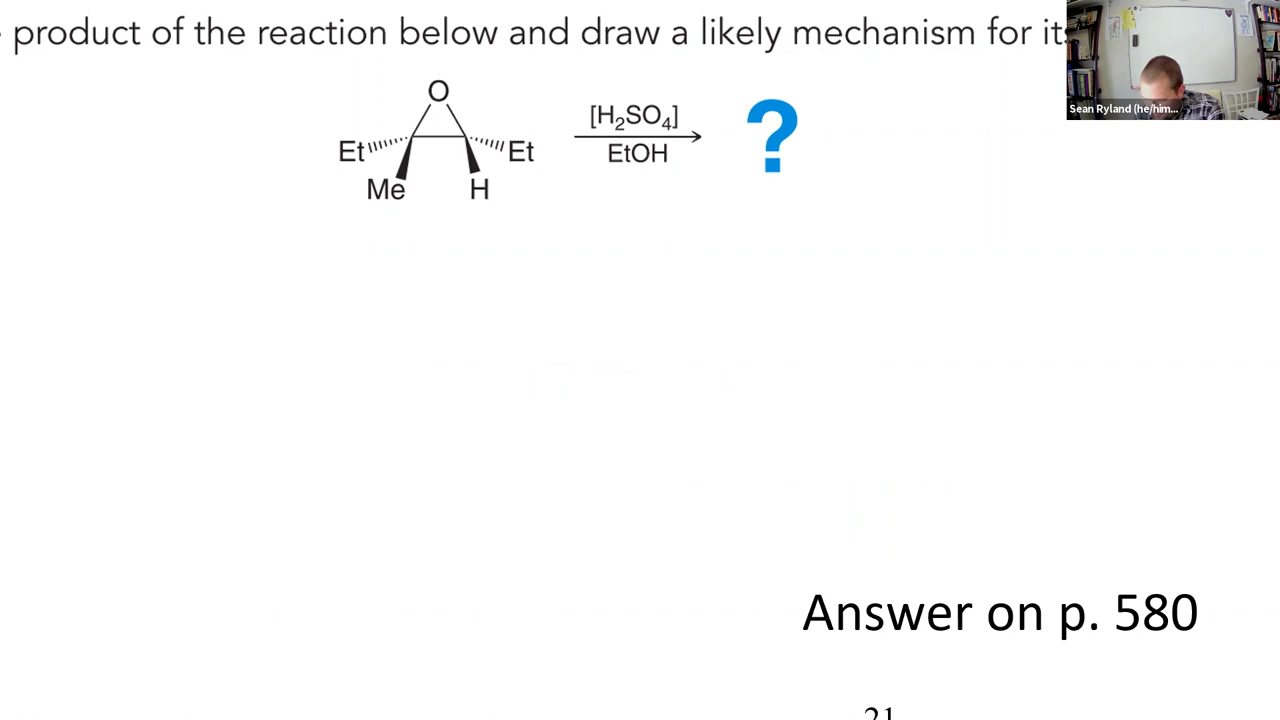 product of the reaction below and draw a likely mechanism for its
Sean Ryland (he/him...
O
[H₂SO₄]
?
Et
Et
EtOH
Me
H
Answer on p. 580
21